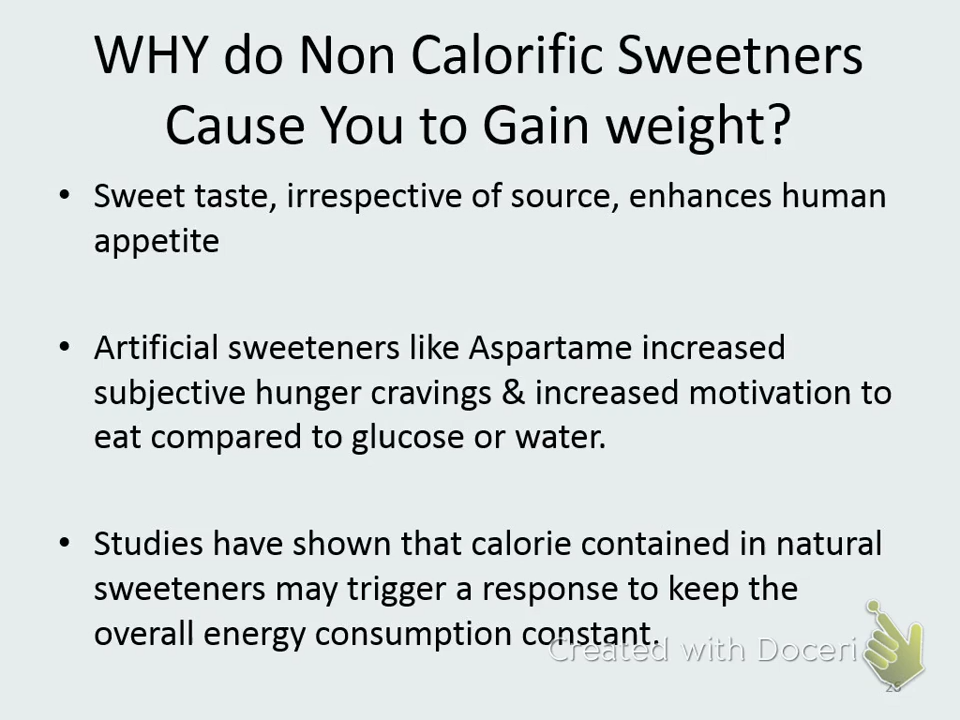 WHY do Non Calorific Sweetners
Cause You to Gain weight?
• Sweet taste, irrespective of source, enhances human
appetite
• Artificial sweeteners like Aspartame increased
subjective hunger cravings & increased motivation to
eat compared to glucose or water.
• Studies have shown that calorie contained in natural
sweeteners may trigger a response to keep the
overall energy consumption constant.
Created with Doceri